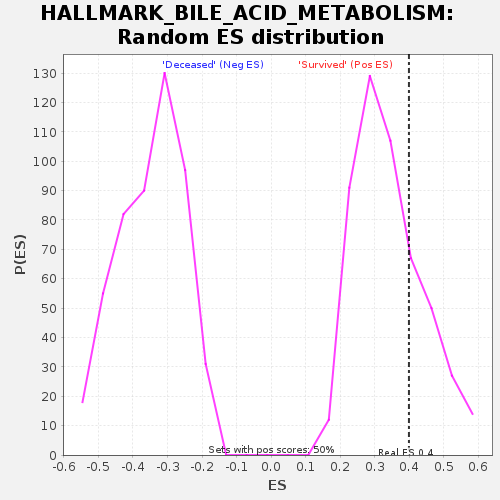 HALLMARK_BILE_ACID_METABOLISM:
Random ES distribution
'Deceased' (Neg ES) 'Survived' (Pos ES)
130
120
110
100
90
80
70
60
50
40
30
20
10
0
P(ES)
Sets with pos scores: 50%
Real ES 0.4
-0.6 -0.5 -0.4 -0.3 -0.2 -0.1 0.0 0.1 0.2 0.3 0.4 0.5 0.6
ES